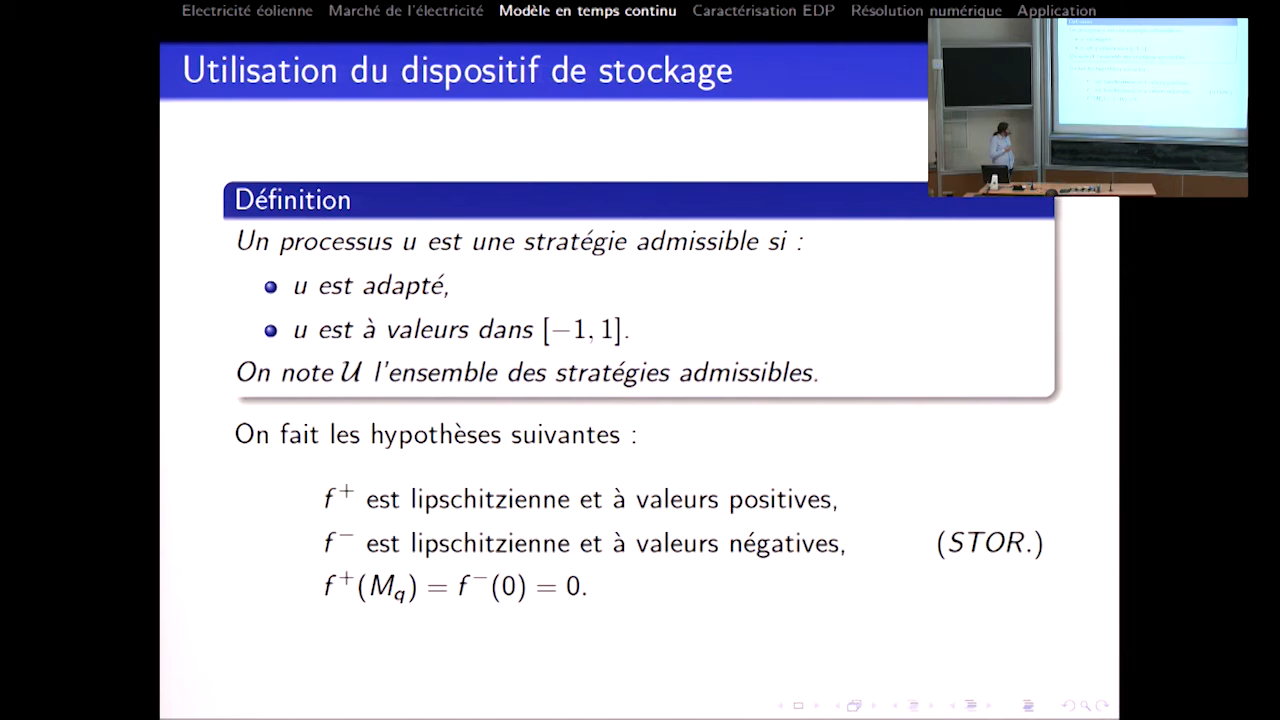 Electricité éolienne Marché de l'électricité Modèle en temps continu Caractérisation EDP Résolution numérique Application
Utilisation du dispositif de stockage
Définition
Un processus u est une stratégie admissible si :
u est adapté,
u est à valeurs dans [−1, 1].
On note 𝒰 l'ensemble des stratégies admissibles.
On fait les hypothèses suivantes :
f⁺ est lipschitzienne et à valeurs positives,
f⁻ est lipschitzienne et à valeurs négatives, (STOR.)
f⁺(M_q) = f⁻(0) = 0.